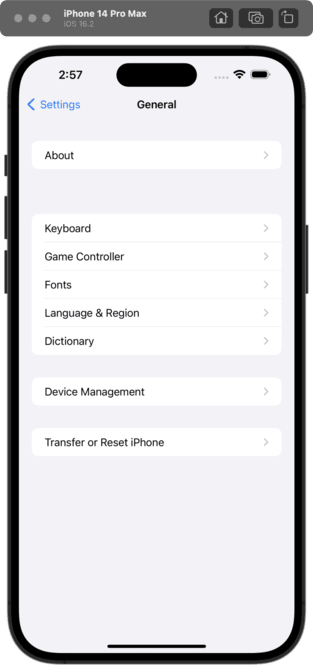 iPhone 14 Pro Max
iOS 16.2
2:57
Settings
General
About
Keyboard
Game Controller
Fonts
Language & Region
Dictionary
Device Management
Transfer or Reset iPhone